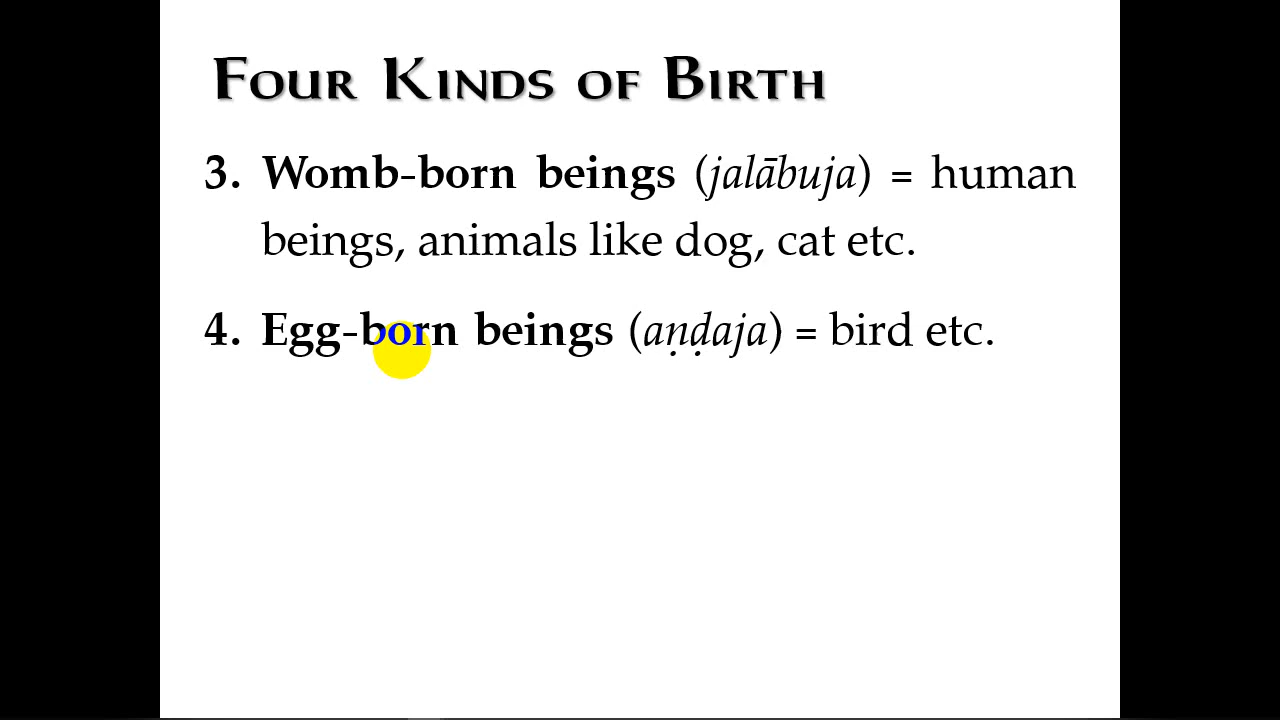 Four Kinds of Birth
3. Womb-born beings (jalābuja) = human
beings, animals like dog, cat etc.
4. Egg-born beings (aṇḍaja) = bird etc.